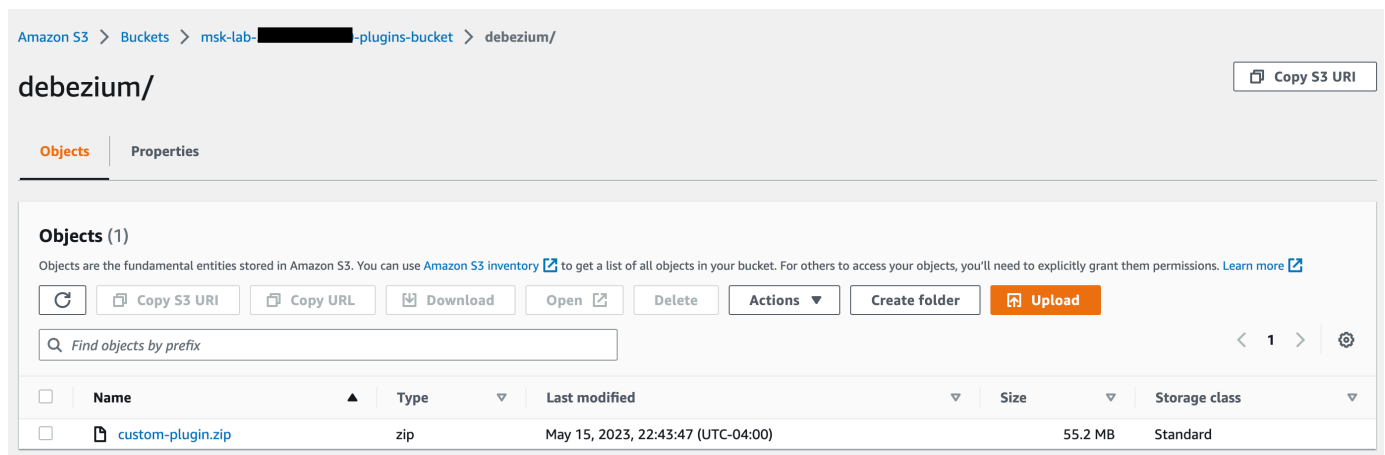 Amazon S3 > Buckets > msk-lab- -plugins-bucket > debezium/
debezium/
Copy S3 URI
Objects
Properties
Objects (1)
Objects are the fundamental entities stored in Amazon S3. You can use Amazon S3 inventory to get a list of all objects in your bucket. For others to access your objects, you'll need to explicitly grant them permissions. Learn more
Copy S3 URI Copy URL Download Open Delete Actions Create folder Upload
Find objects by prefix
1
Name Type Last modified Size Storage class
custom-plugin.zip zip May 15, 2023, 22:43:47 (UTC-04:00) 55.2 MB Standard